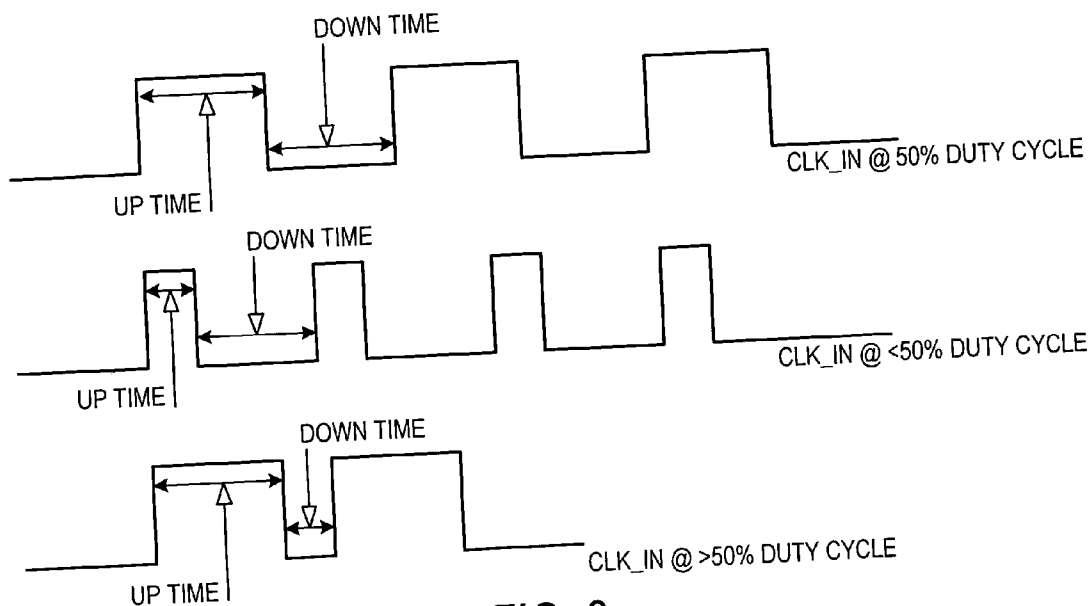 DOWN TIME
UP TIME
CLK_IN @ 50% DUTY CYCLE
DOWN TIME
UP TIME
CLK_IN @ <50% DUTY CYCLE
DOWN TIME
UP TIME
CLK_IN @ >50% DUTY CYCLE